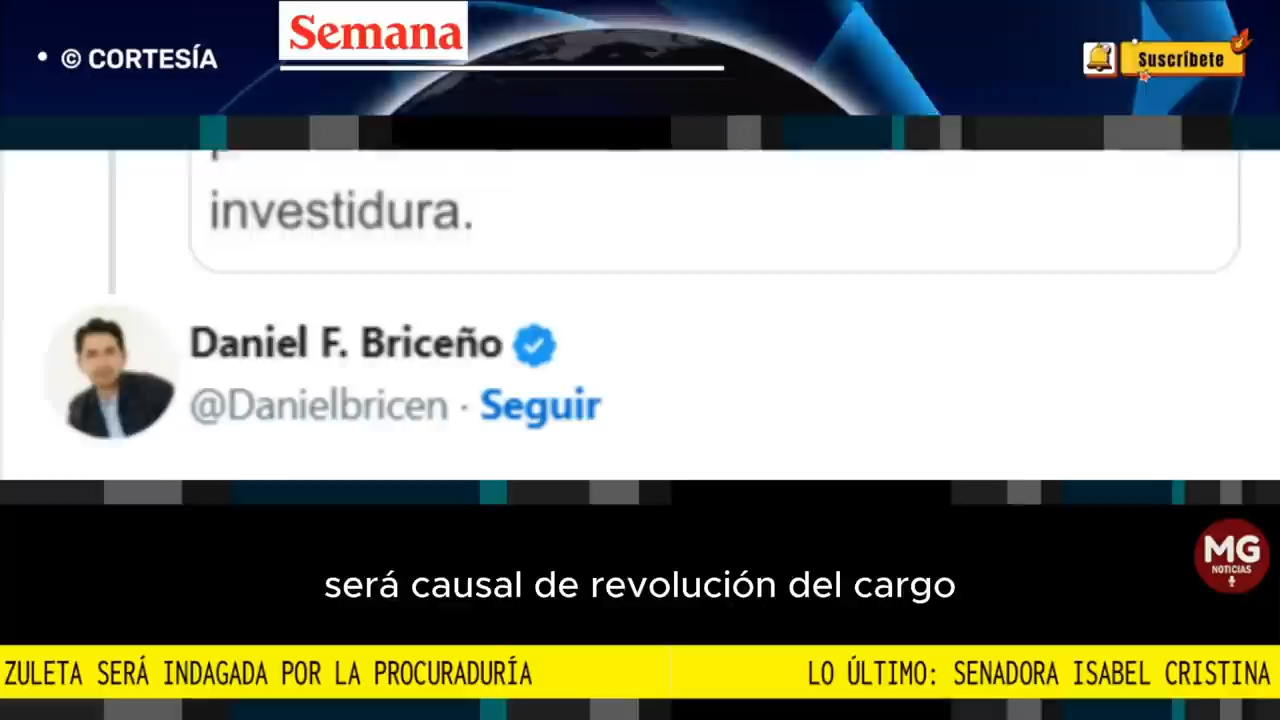 • © CORTESÍA
Semana
Suscríbete
investidura.
Daniel F. Briceño
@Danielbricen · Seguir
MG
NOTICIAS
será causal de revolución del cargo
ZULETA SERÁ INDAGADA POR LA PROCURADURÍA
LO ÚLTIMO: SENADORA ISABEL CRISTINA